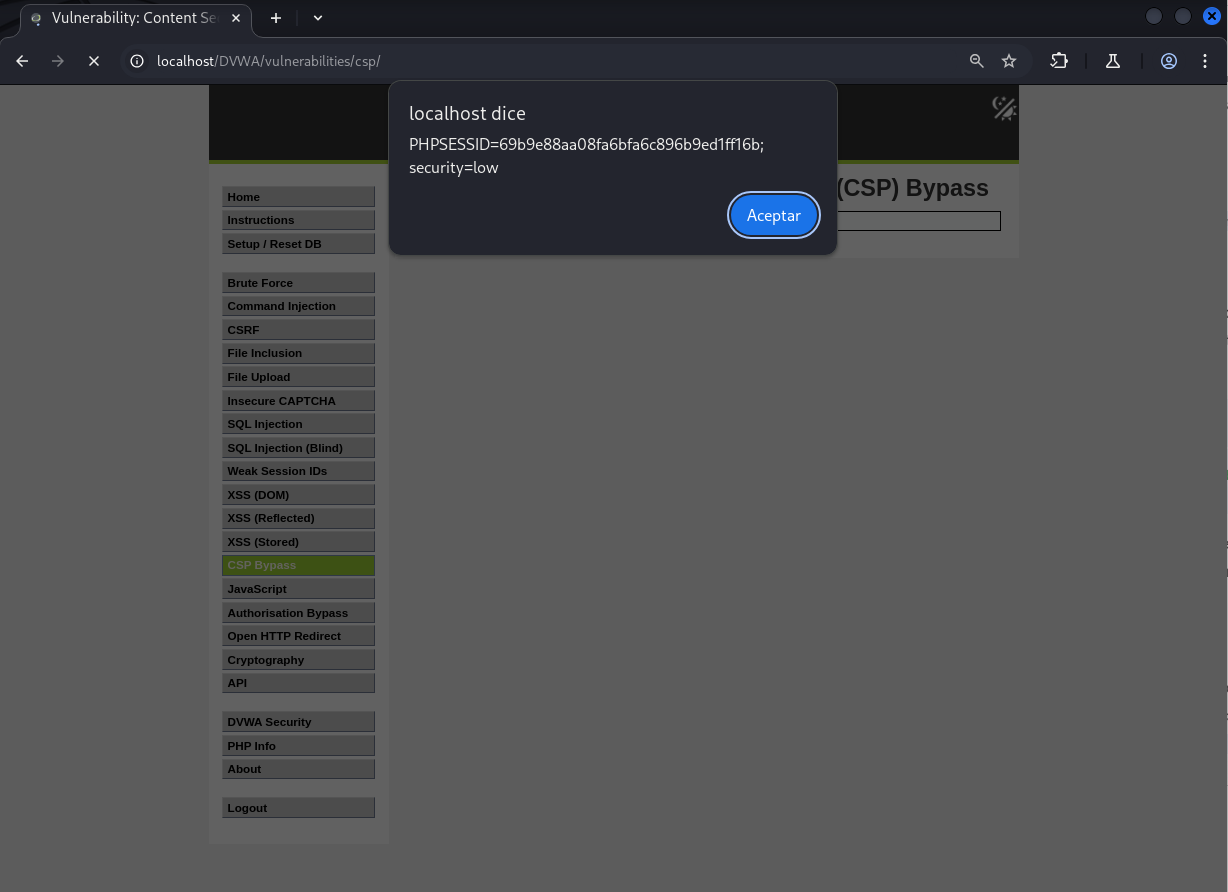 Vulnerability: Content Se
localhost/DVWA/vulnerabilities/csp/
localhost dice
PHPSESSID=69b9e88aa08fa6bfa6c896b9ed1ff16b;
security=low
Aceptar
(CSP) Bypass
Home
Instructions
Setup / Reset DB
Brute Force
Command Injection
CSRF
File Inclusion
File Upload
Insecure CAPTCHA
SQL Injection
SQL Injection (Blind)
Weak Session IDs
XSS (DOM)
XSS (Reflected)
XSS (Stored)
CSP Bypass
JavaScript
Authorisation Bypass
Open HTTP Redirect
Cryptography
API
DVWA Security
PHP Info
About
Logout